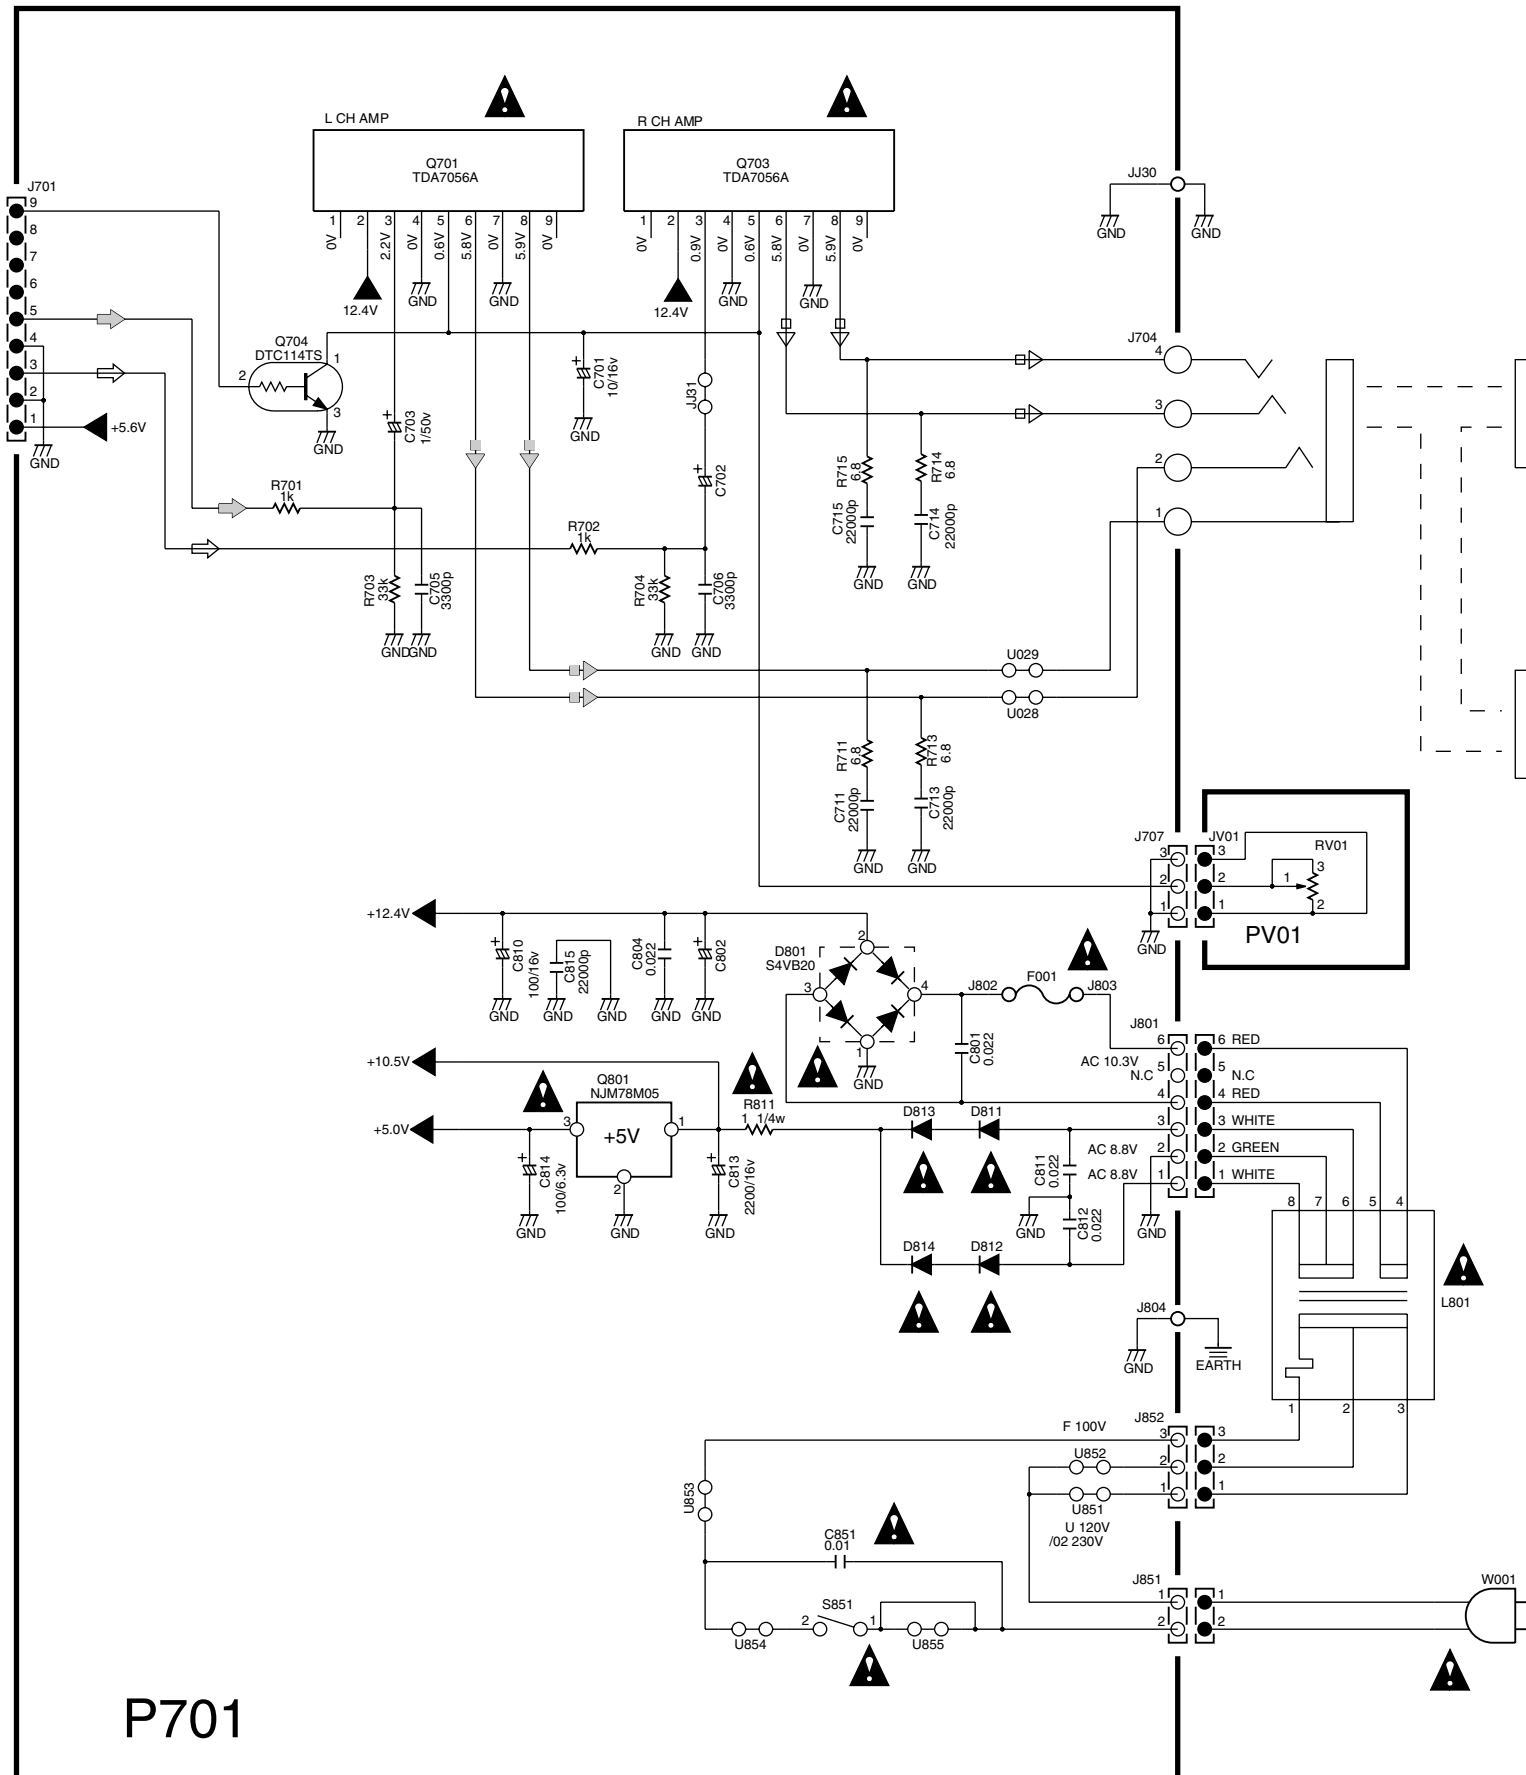 L CH AMP
Q701
TDA7056A
R CH AMP
Q703
TDA7056A
JJ30
GND
GND
J701
9
8
7
6
5
4
3
2
1
+5.6V
GND
1
2
3
4
5
6
7
8
9
0V
2.2V
0V
0.6V
5.8V
0V
5.9V
0V
12.4V
GND
GND
1
2
3
4
5
6
7
8
9
0V
0.9V
0V
0.6V
5.8V
0V
5.9V
0V
12.4V
GND
GND
Q704
DTC114TS
1
2
3
GND
C703
1/50v
C701
10/16v
GND
JJ31
C702
J704
4
3
2
1
R715
6.8
C715
22000p
GND
R714
6.8
C714
22000p
GND
R701
1k
R702
1k
R703
33k
GND
C705
3300p
GND
R704
33k
GND
C706
3300p
GND
U029
U028
R711
6.8
C711
22000p
GND
R713
6.8
C713
22000p
GND
J707
3
2
1
GND
JV01
3
2
1
RV01
3
1
2
PV01
+12.4V
C810
100/16v
GND
C815
22000p
GND
GND
C804
0.022
GND
C802
GND
D801
S4VB20
2
3
4
1
GND
J802
F001
J803
C801
0.022
+10.5V
Q801
NJM78M05
3
+5V
1
2
GND
+5.0V
C814
100/6.3v
GND
R811
1 1/4w
C813
2200/16v
GND
D813
D811
D814
D812
C811
0.022
GND
C812
0.022
J801
AC 10.3V
N.C
AC 8.8V
AC 8.8V
6
5
4
3
2
1
GND
6 RED
5 N.C
4 RED
3 WHITE
2 GREEN
1 WHITE
8
7
6
5
4
L801
1
2
3
J804
GND
EARTH
F 100V
J852
3
2
1
3
2
1
U852
U851
U 120V
/02 230V
U853
C851
0.01
S851
2
1
U854
U855
J851
1
2
1
2
W001
P701